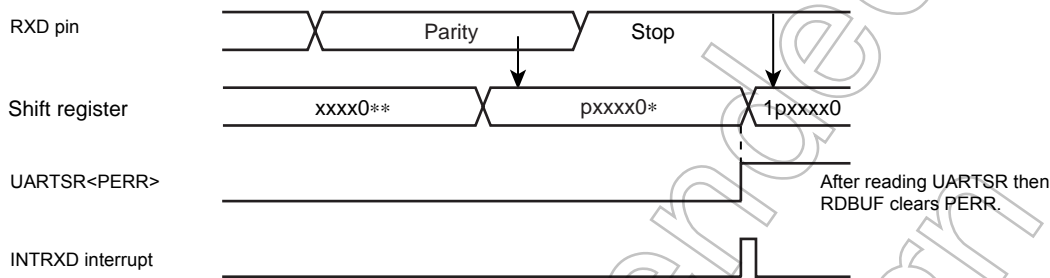 RXD pin
Parity
Stop
Shift register
xxxx0**
pxxxx0*
1pxxxx0
UARTSR<PERR>
After reading UARTSR then
RDBUF clears PERR.
INTRXD interrupt